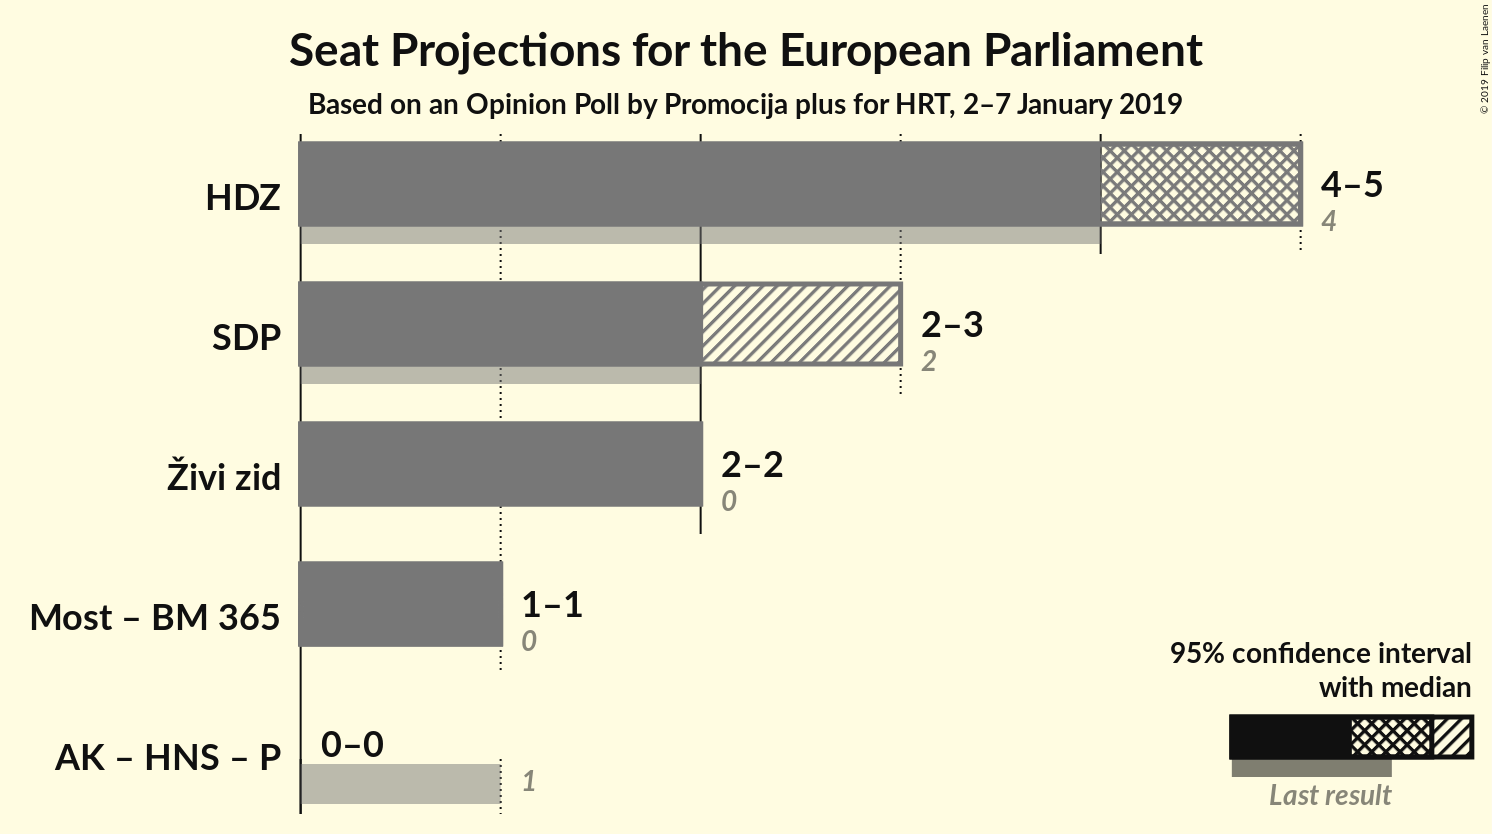 Seat Projections for the European Parliament
Based on an Opinion Poll by Promocija plus for HRT, 2–7 January 2019
HDZ
4–5
4
SDP
2–3
2
Živi zid
2–2
0
Most – BM 365
1–1
0
AK – HNS – P
0–0
1
95% confidence interval
with median
Last result
© 2019 Filip van Laenen